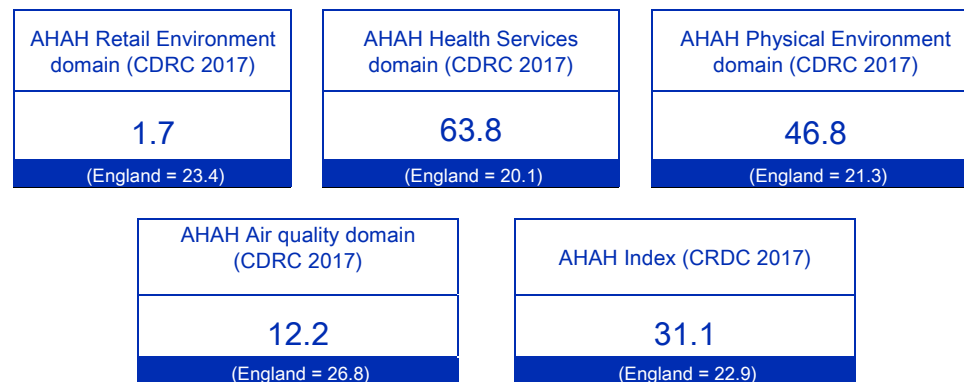 AHAH Retail Environment
domain (CDRC 2017)
1.7
(England = 23.4)
AHAH Health Services
domain (CDRC 2017)
63.8
(England = 20.1)
AHAH Physical Environment
domain (CDRC 2017)
46.8
(England = 21.3)
AHAH Air quality domain
(CDRC 2017)
12.2
(England = 26.8)
AHAH Index (CRDC 2017)
31.1
(England = 22.9)